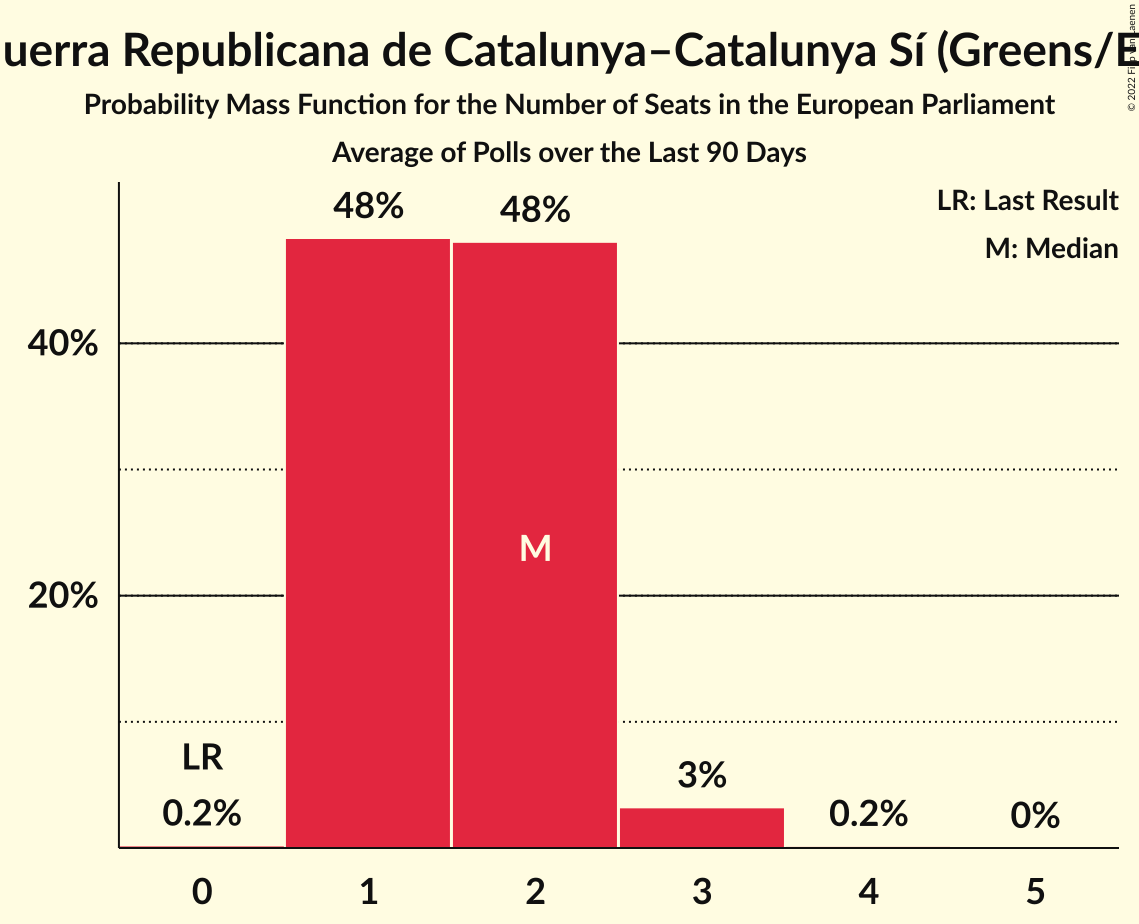 uerra Republicana de Catalunya–Catalunya Sí (Greens/E
Probability Mass Function for the Number of Seats in the European Parliament
Average of Polls over the Last 90 Days
LR: Last Result
M: Median
48%
48%
40%
M
20%
LR
0.2%
3%
0.2%
0%
0 1 2 3 4 5
© 2022